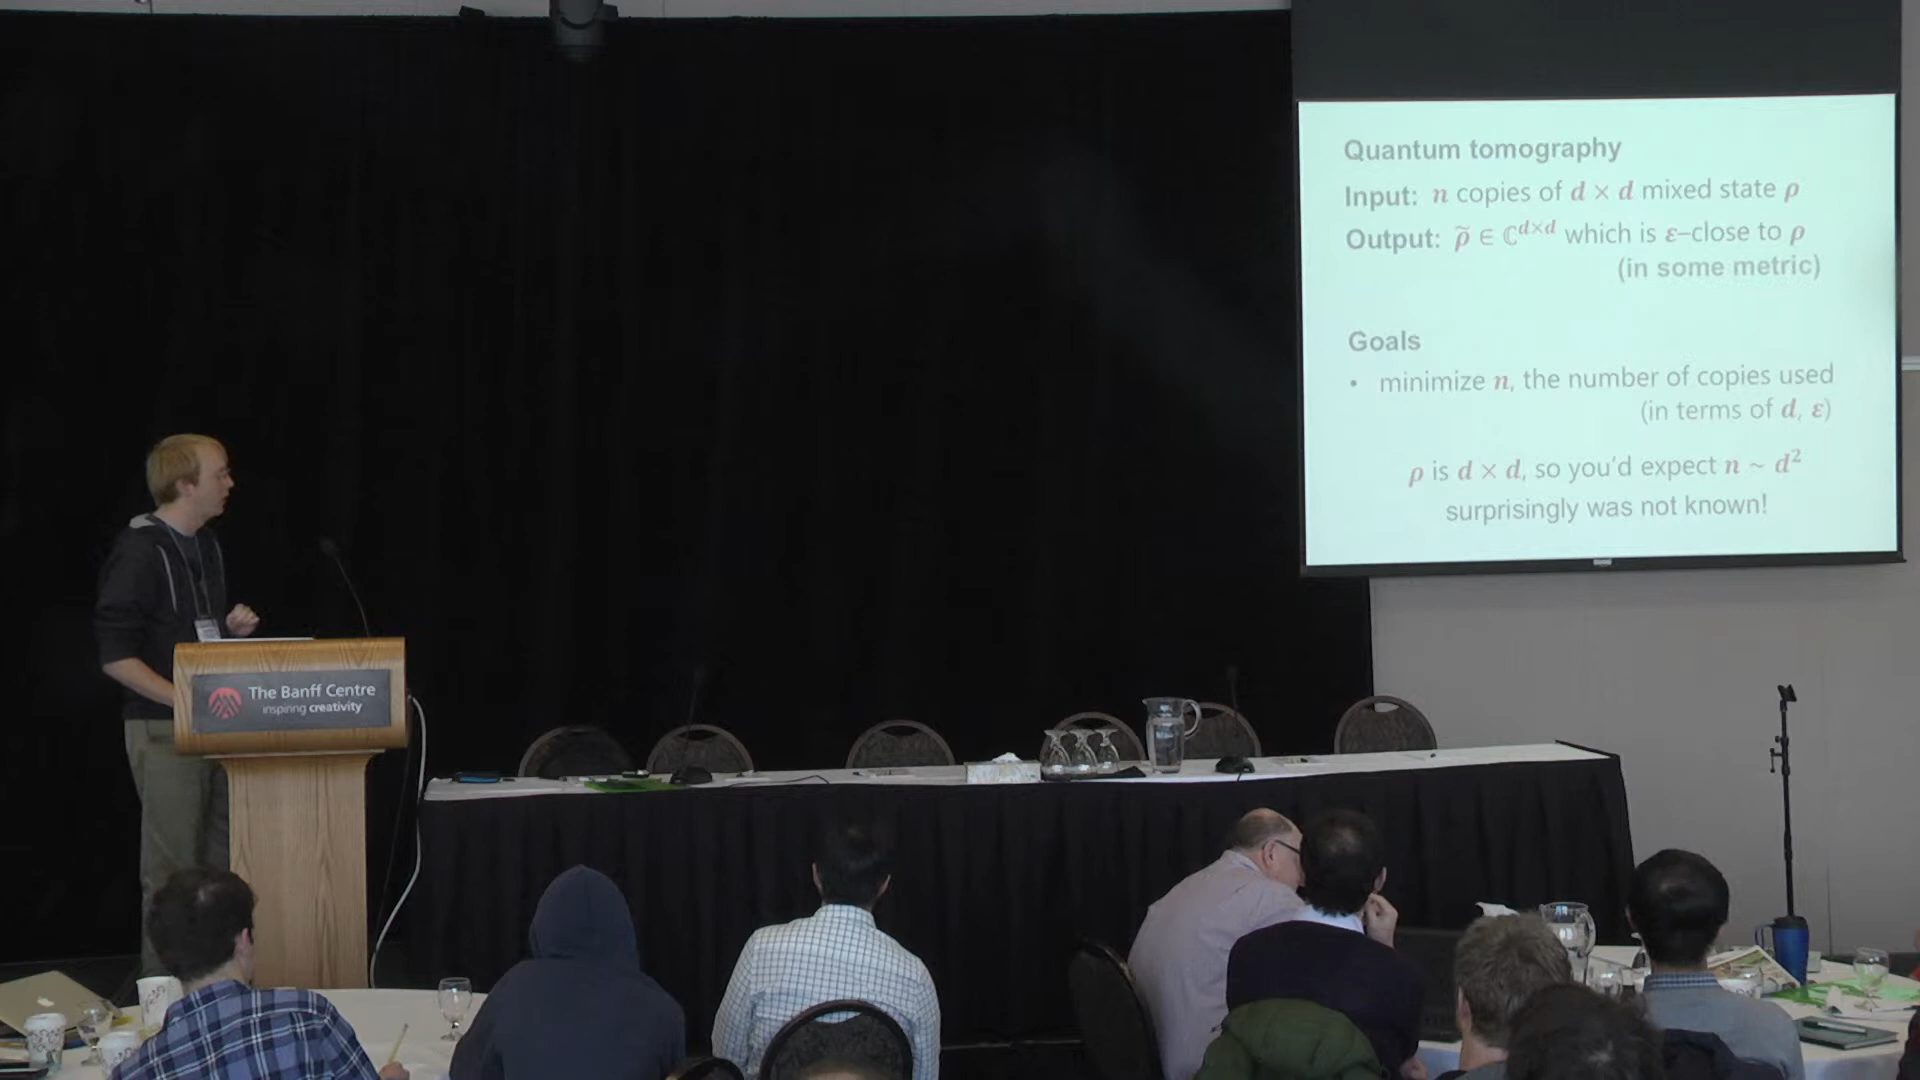 Quantum tomography
Input: n copies of d × d mixed state ρ
Output: ρ̃ ∈ ℂ^{d×d} which is ε–close to ρ
(in some metric)
Goals
• minimize n, the number of copies used
(in terms of d, ε)
ρ is d × d, so you'd expect n ~ d²
surprisingly was not known!
The Banff Centre
inspiring creativity